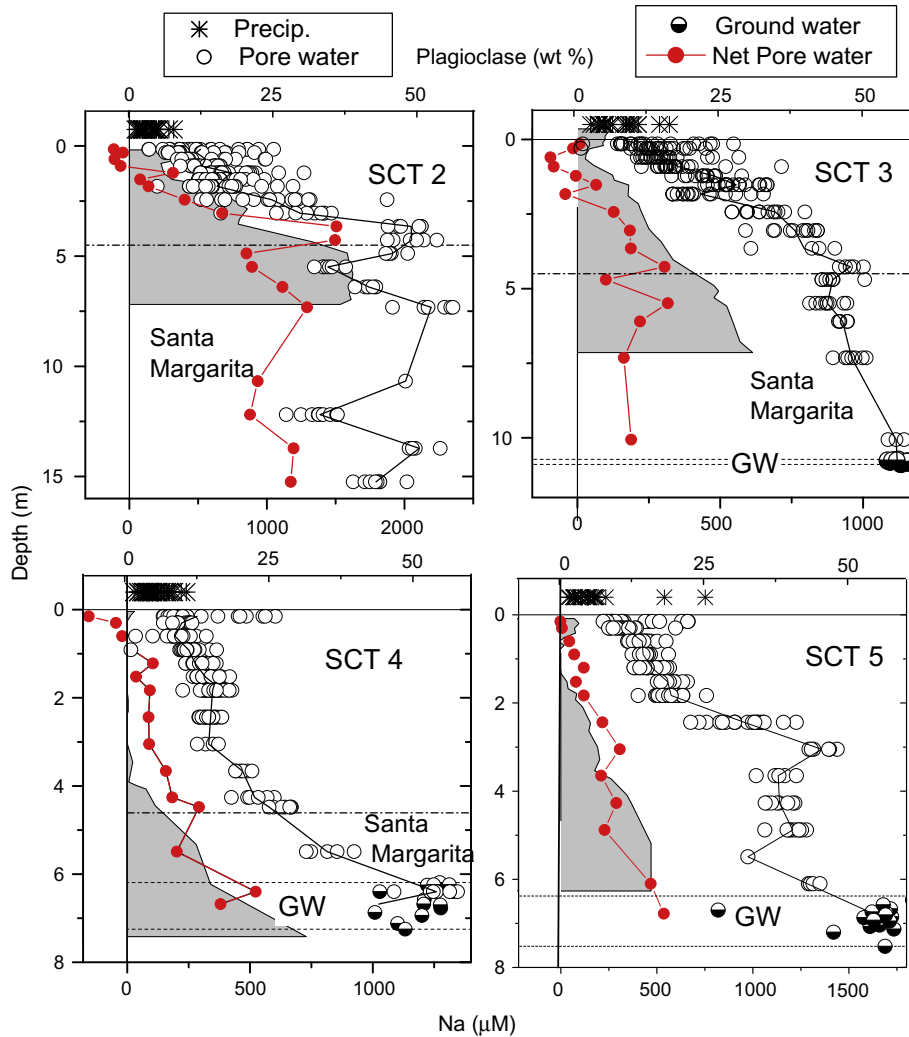 Precip.
Pore water
Plagioclase (wt %)
Ground water
Net Pore water
0 25 50
0 25 50
0
5
10
15
SCT 2
Santa
Margarita
0 1000 2000
0
5
10
SCT 3
Santa
Margarita
GW
0 500 1000
Depth (m)
0 25 50
0 25 50
0
2
4
6
8
SCT 4
Santa
Margarita
GW
0 500 1000
0
2
4
6
8
SCT 5
GW
0 500 1000 1500
Na (μM)